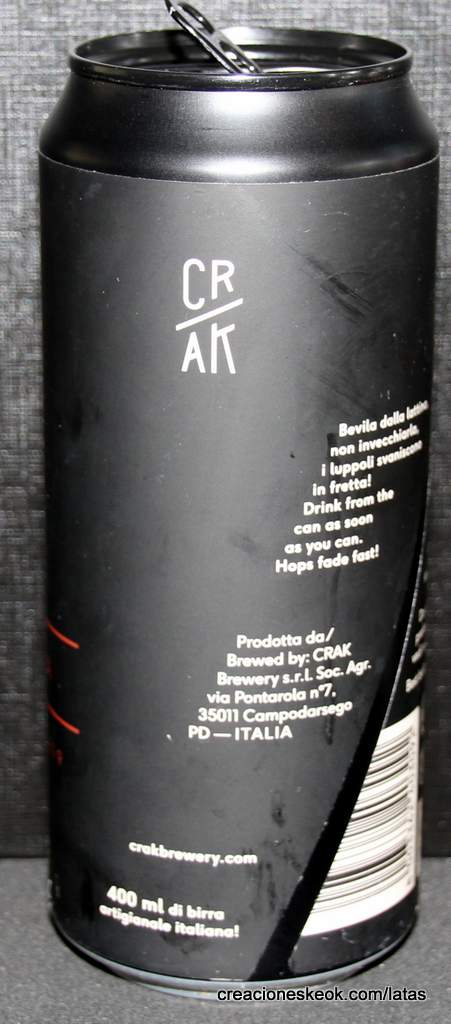 CR
AK
Bevila dalla lattina,
non invecchiarla,
i luppoli svaniscono
in fretta!
Drink from the
can as soon
as you can.
Hops fade fast!
Prodotta da/
Brewed by: CRAK
Brewery s.r.l. Soc. Agr.
via Pontarola n°7,
35011 Campodarsego
PD — ITALIA
crakbrewery.com
400 ml di birra
artigianale italiana!
creacioneskeok.com/latas